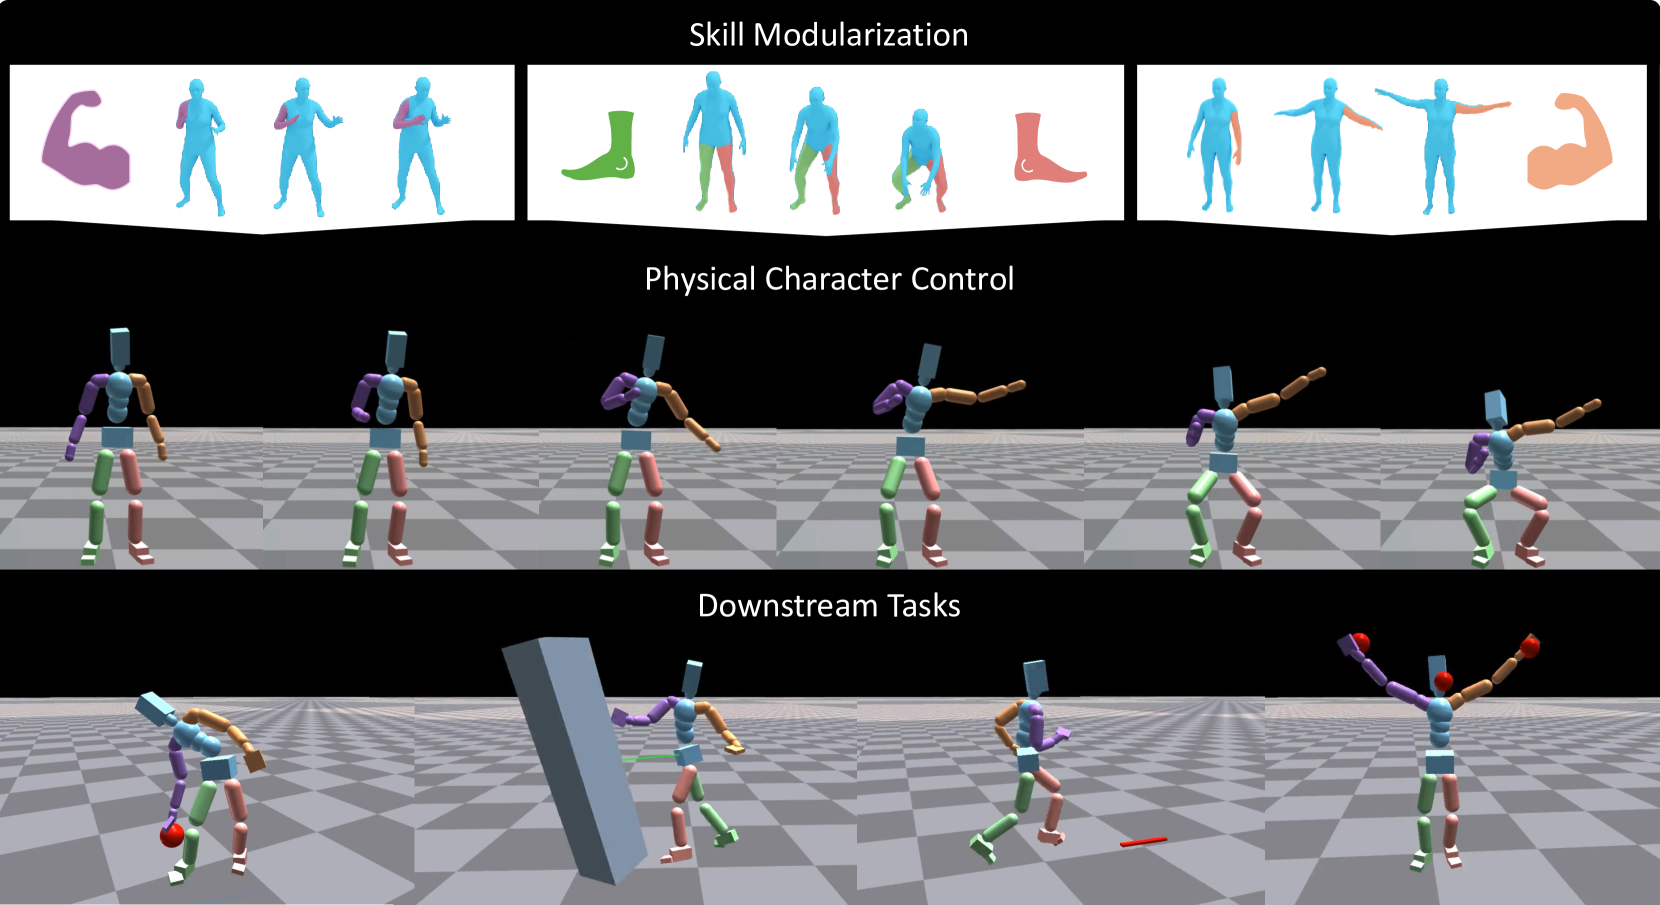 Skill Modularization
Physical Character Control
Downstream Tasks